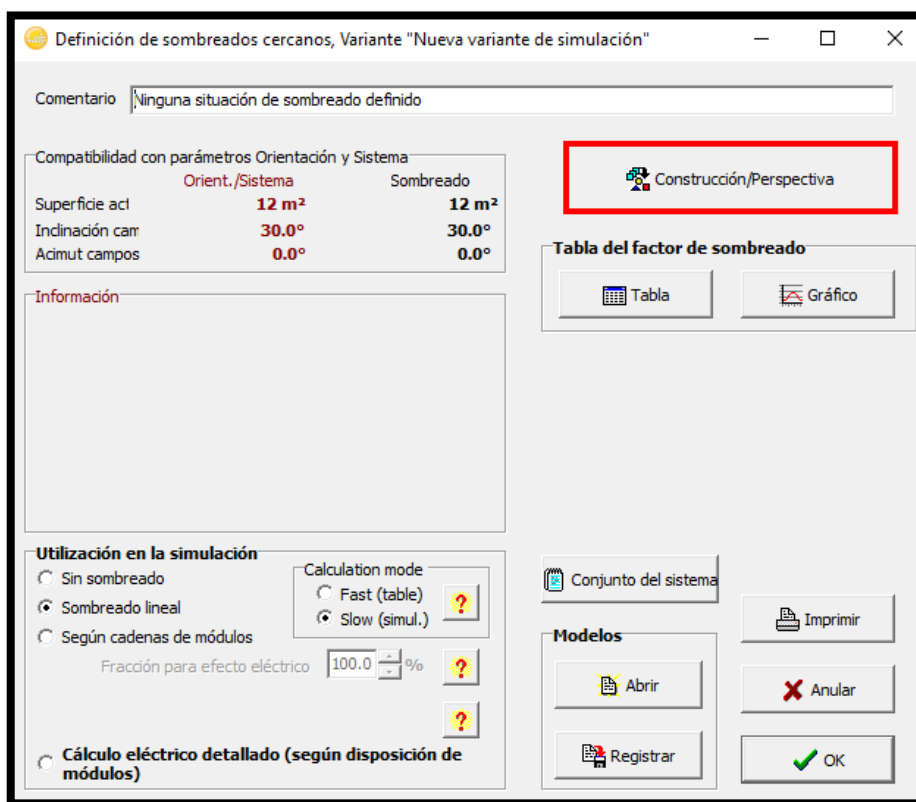 Definición de sombreados cercanos, Variante "Nueva variante de simulación"
Comentario Ninguna situación de sombreado definido
Compatibilidad con parámetros Orientación y Sistema
Orient./Sistema Sombreado
Superficie act 12 m² 12 m²
Inclinación cam 30.0° 30.0°
Acimut campos 0.0° 0.0°
Construcción/Perspectiva
Tabla del factor de sombreado
Tabla Gráfico
Información
Utilización en la simulación
Sin sombreado
Sombreado lineal
Según cadenas de módulos
Calculation mode
Fast (table)
?
Slow (simul.)
Fracción para efecto eléctrico 100.0 % ?
?
Cálculo eléctrico detallado (según disposición de
módulos)
Conjunto del sistema
Modelos
Abrir
Registrar
Imprimir
Anular
OK